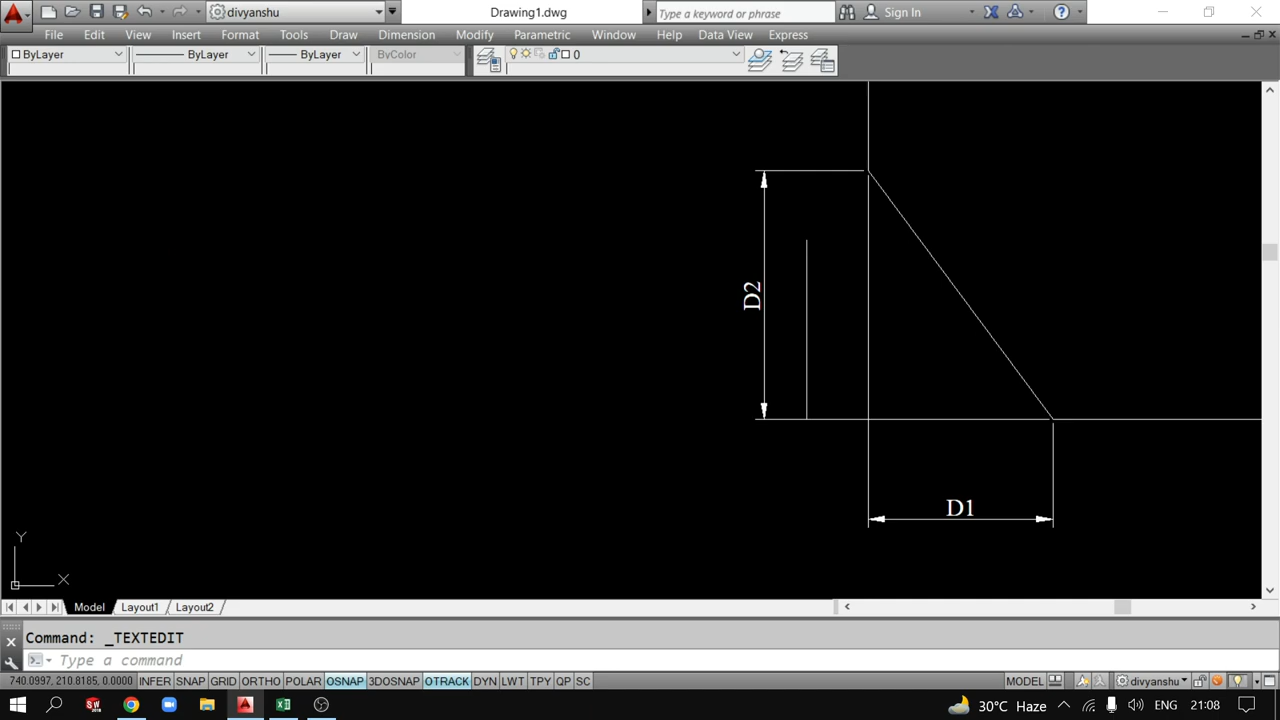 divyanshu Drawing1.dwg Type a keyword or phrase Sign In ?
File Edit View Insert Format Tools Draw Dimension Modify Parametric Window Help Data View Express
ByLayer ByLayer ByLayer ByColor 0
D2
D1
Y
X
Model Layout1 Layout2
Command: _TEXTEDIT
Type a command
740.0997, 210.8185, 0.0000 INFER SNAP GRID ORTHO POLAR OSNAP 3DOSNAP OTRACK DYN LWT TPY QP SC MODEL divyanshu
30°C Haze ENG 21:08